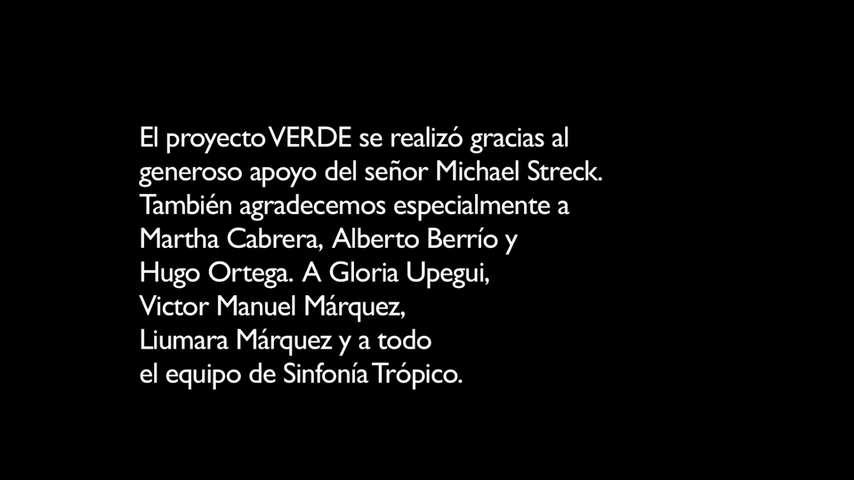 El proyecto VERDE se realizó gracias al
generoso apoyo del señor Michael Streck.
También agradecemos especialmente a
Martha Cabrera, Alberto Berrío y
Hugo Ortega. A Gloria Upegui,
Victor Manuel Márquez,
Liumara Márquez y a todo
el equipo de Sinfonía Trópico.